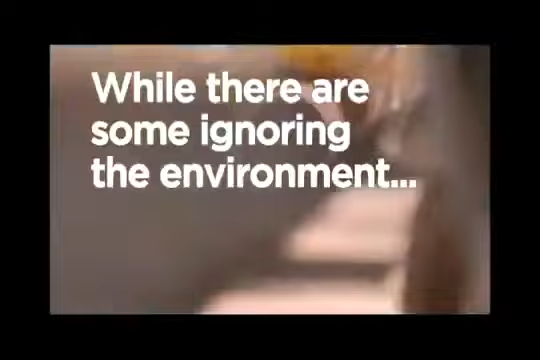 While there are
some ignoring
the environment...